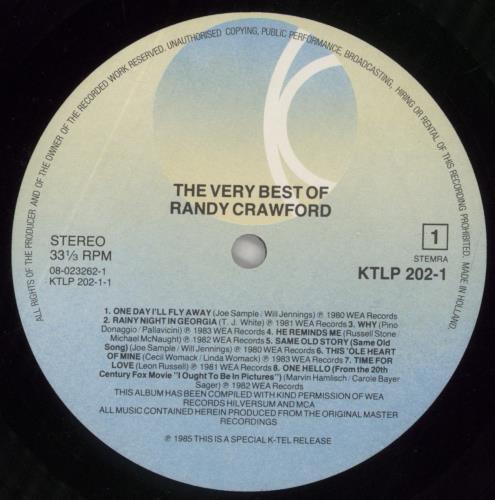 ALL RIGHTS OF THE PRODUCER AND OF THE OWNER OF THE RECORDED WORK RESERVED. UNAUTHORISED COPYING, PUBLIC PERFORMANCE, BROADCASTING, HIRING OR RENTAL OF THIS RECORDING PROHIBITED. MADE IN HOLLAND
THE VERY BEST OF
RANDY CRAWFORD
STEREO
33⅓ RPM
08-023262-1
KTLP 202-1-1
1
STEMRA
KTLP 202-1
1. ONE DAY I'LL FLY AWAY (Joe Sample / Will Jennings) ℗ 1980 WEA Records
2. RAINY NIGHT IN GEORGIA (T. J. White) ℗ 1981 WEA Records 3. WHY (Pino
Donaggio / Pallavicini) ℗ 1983 WEA Records 4. HE REMINDS ME (Russell Stone
Michael McNaught) ℗ 1982 WEA Records 5. SAME OLD STORY (Same Old
Song) (Joe Sample / Will Jennings) ℗ 1980 WEA Records 6. THIS 'OLE HEART
OF MINE (Cecil Womack / Linda Womack) ℗ 1983 WEA Records 7. TIME FOR
LOVE (Leon Russell) ℗ 1981 WEA Records 8. ONE HELLO (From the 20th
Century Fox Movie "I Ought To Be in Pictures") (Marvin Hamlisch / Carole Bayer
Sager) ℗ 1982 WEA Records
THIS ALBUM HAS BEEN COMPILED WITH KIND PERMISSION OF WEA
RECORDS HILVERSUM AND MCA
ALL MUSIC CONTAINED HEREIN PRODUCED FROM THE ORIGINAL MASTER
RECORDINGS
℗ 1985 THIS IS A SPECIAL K-TEL RELEASE